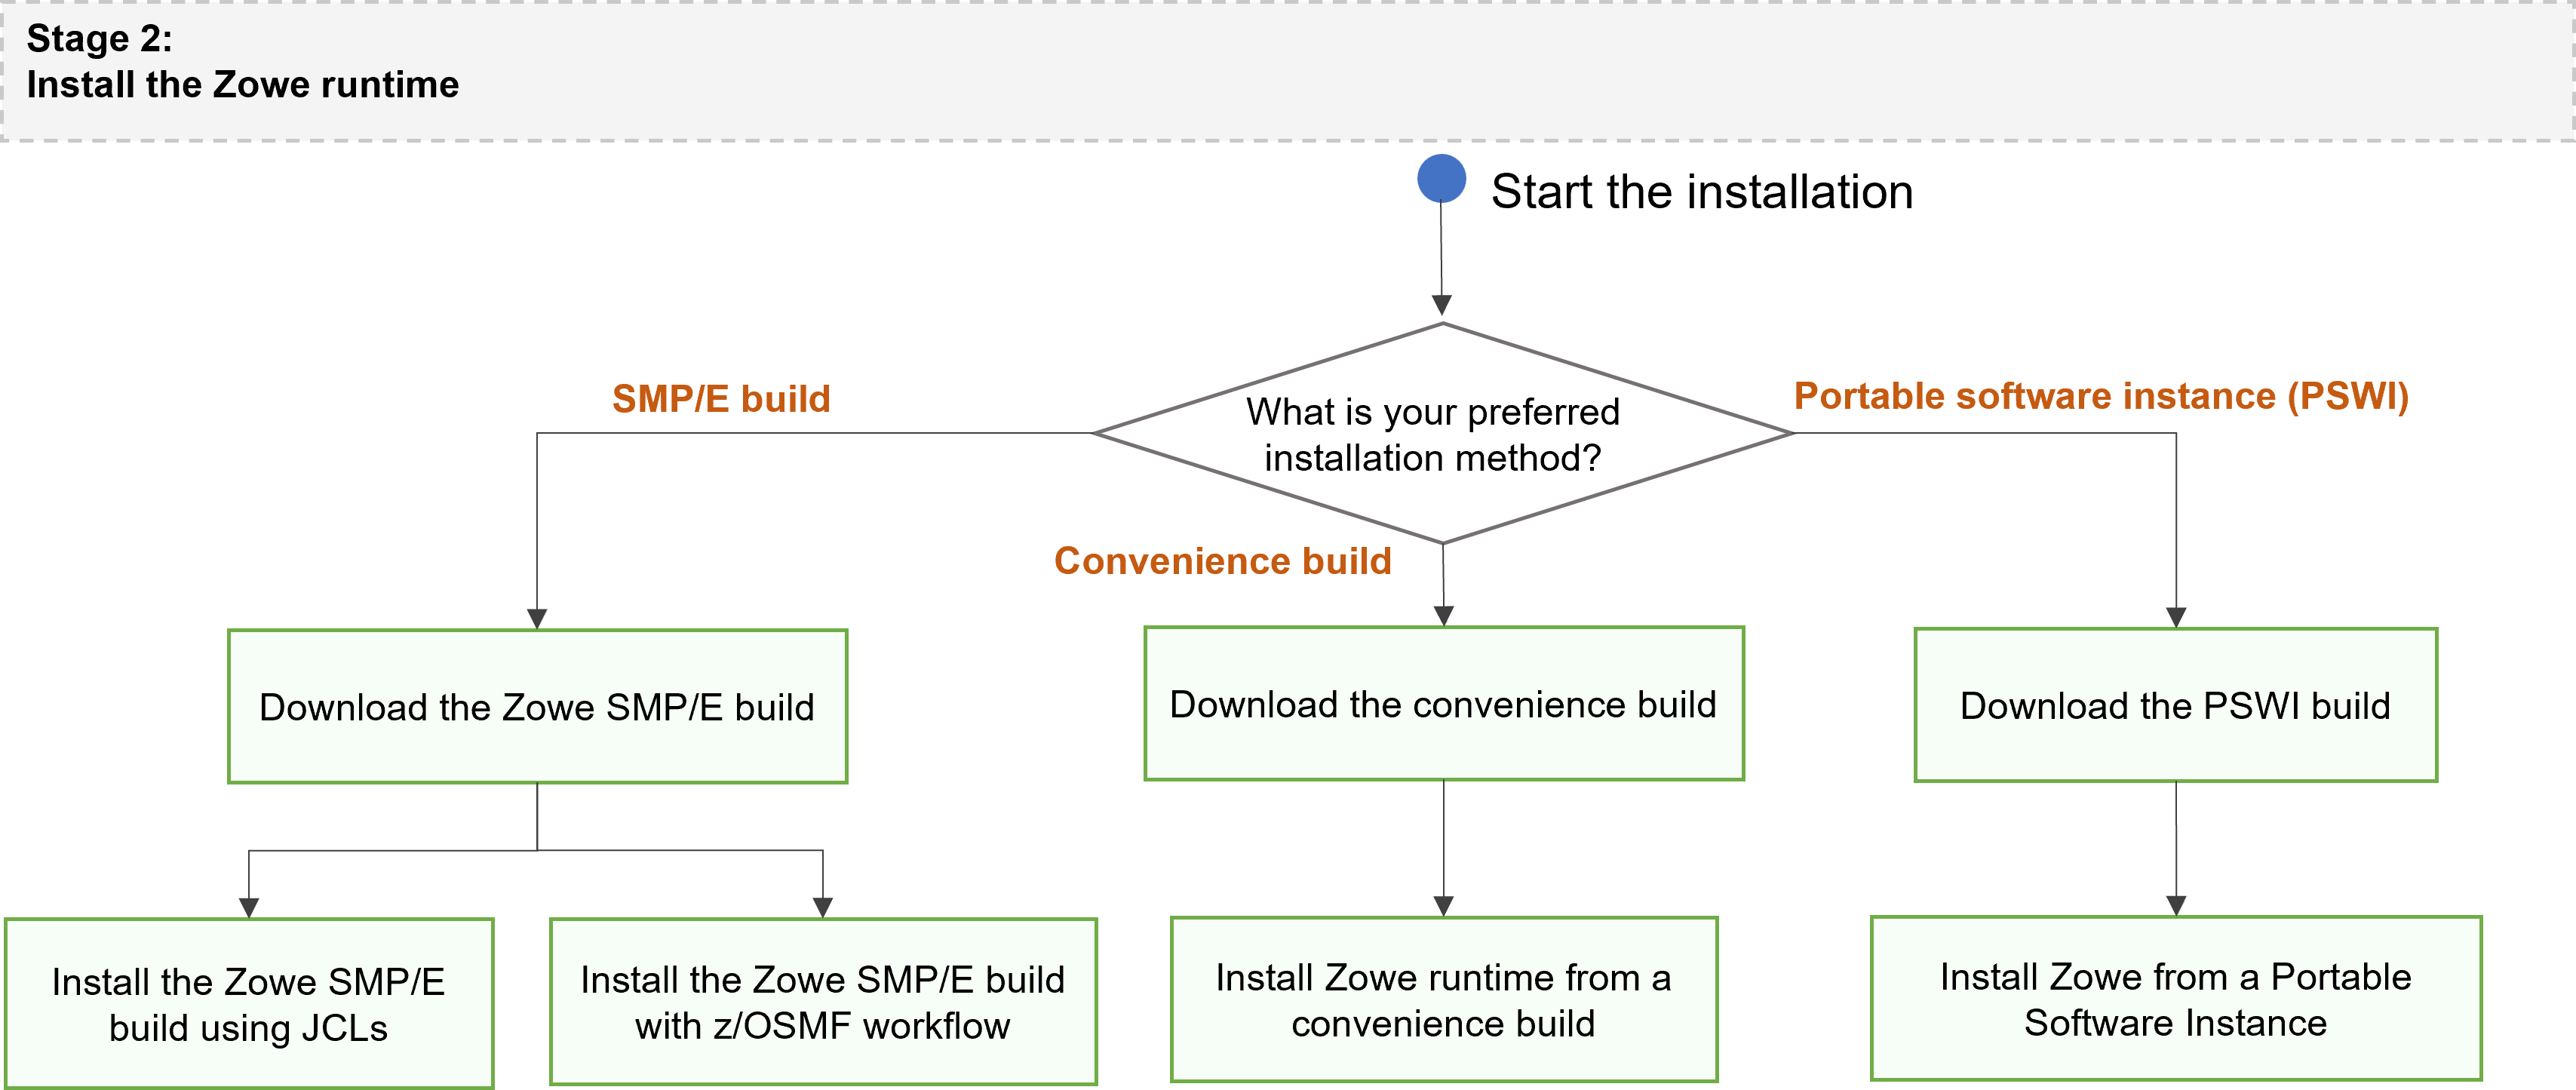 Stage 2:
Install the Zowe runtime
Start the installation
What is your preferred
installation method?
SMP/E build
Portable software instance (PSWI)
Convenience build
Download the Zowe SMP/E build
Download the convenience build
Download the PSWI build
Install the Zowe SMP/E
build using JCLs
Install the Zowe SMP/E build
with z/OSMF workflow
Install Zowe runtime from a
convenience build
Install Zowe from a Portable
Software Instance